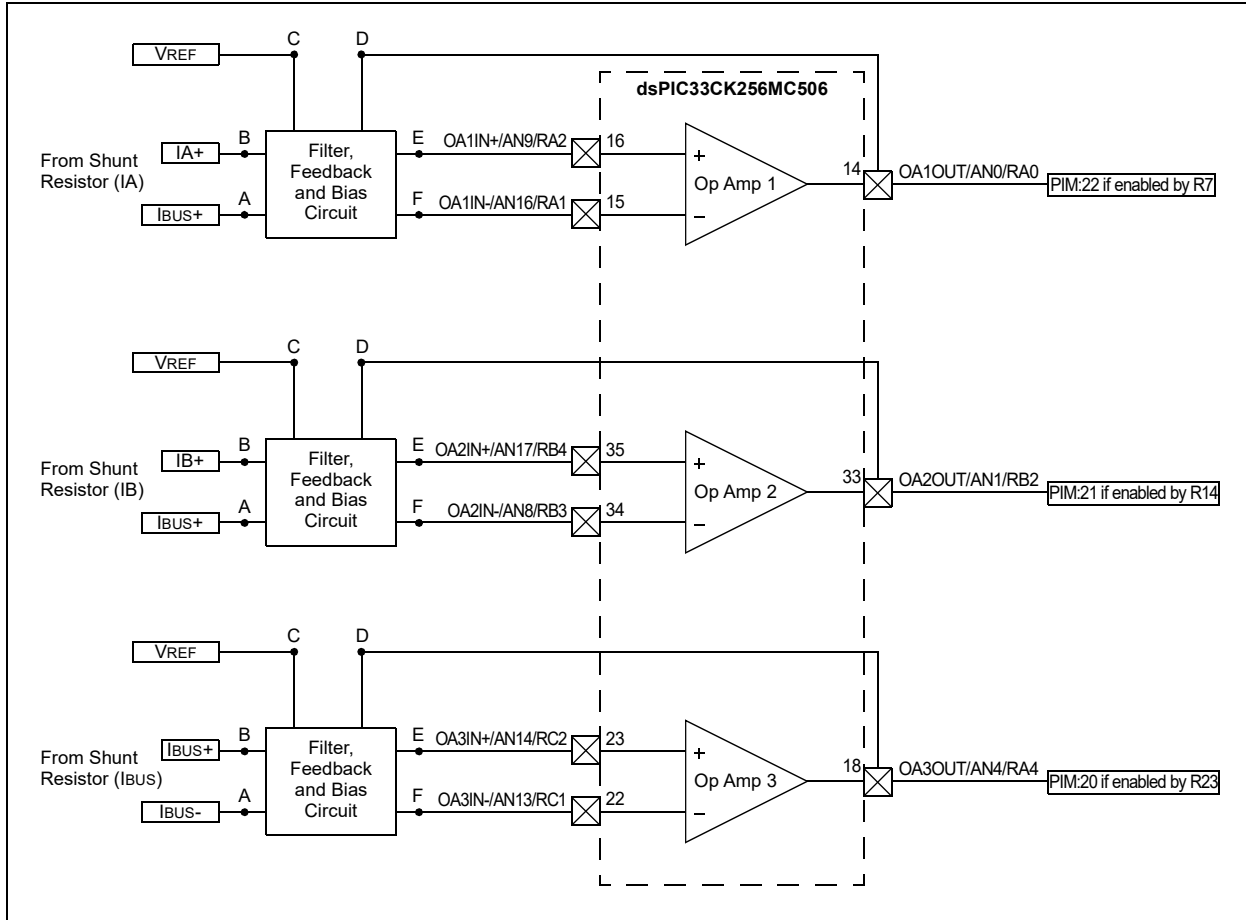 C D
VREF
dsPIC33CK256MC506
From Shunt
Resistor (IA)
IA+ B
IBUS+ A
Filter,
Feedback
and Bias
Circuit
E OA1IN+/AN9/RA2 16
F OA1IN-/AN16/RA1 15
+
Op Amp 1
−
14 OA1OUT/AN0/RA0
PIM:22 if enabled by R7
C D
VREF
From Shunt
Resistor (IB)
IB+ B
IBUS+ A
Filter,
Feedback
and Bias
Circuit
E OA2IN+/AN17/RB4 35
F OA2IN-/AN8/RB3 34
+
Op Amp 2
−
33 OA2OUT/AN1/RB2
PIM:21 if enabled by R14
C D
VREF
From Shunt
Resistor (IBUS)
IBUS+ B
IBUS- A
Filter,
Feedback
and Bias
Circuit
E OA3IN+/AN14/RC2 23
F OA3IN-/AN13/RC1 22
+
Op Amp 3
−
18 OA3OUT/AN4/RA4
PIM:20 if enabled by R23